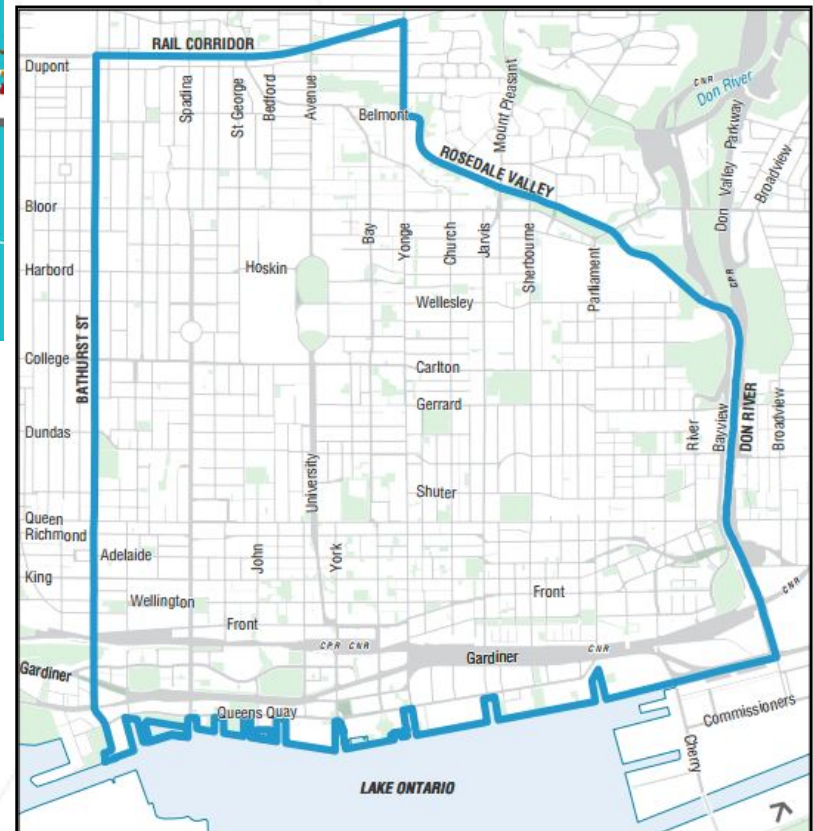 RAIL CORRIDOR
Dupont
Spadina
St George
Bedford
Avenue
Belmont
Mount Pleasant
CNR
Don River
Don Valley Parkway
Broadview
ROSEDALE VALLEY
Bloor
Bay
Yonge
Church
Jarvis
Sherbourne
Parliament
CPR
Harbord
Hoskin
Wellesley
BATHURST ST
College
Carlton
Gerrard
Dundas
River
Bayview
DON RIVER
Broadview
University
Shuter
Queen
Richmond
Adelaide
John
York
King
Wellington
Front
Front
CNR
CPR CNR
CNR
Gardiner
Gardiner
Queens Quay
Commissioners
Cherry
LAKE ONTARIO